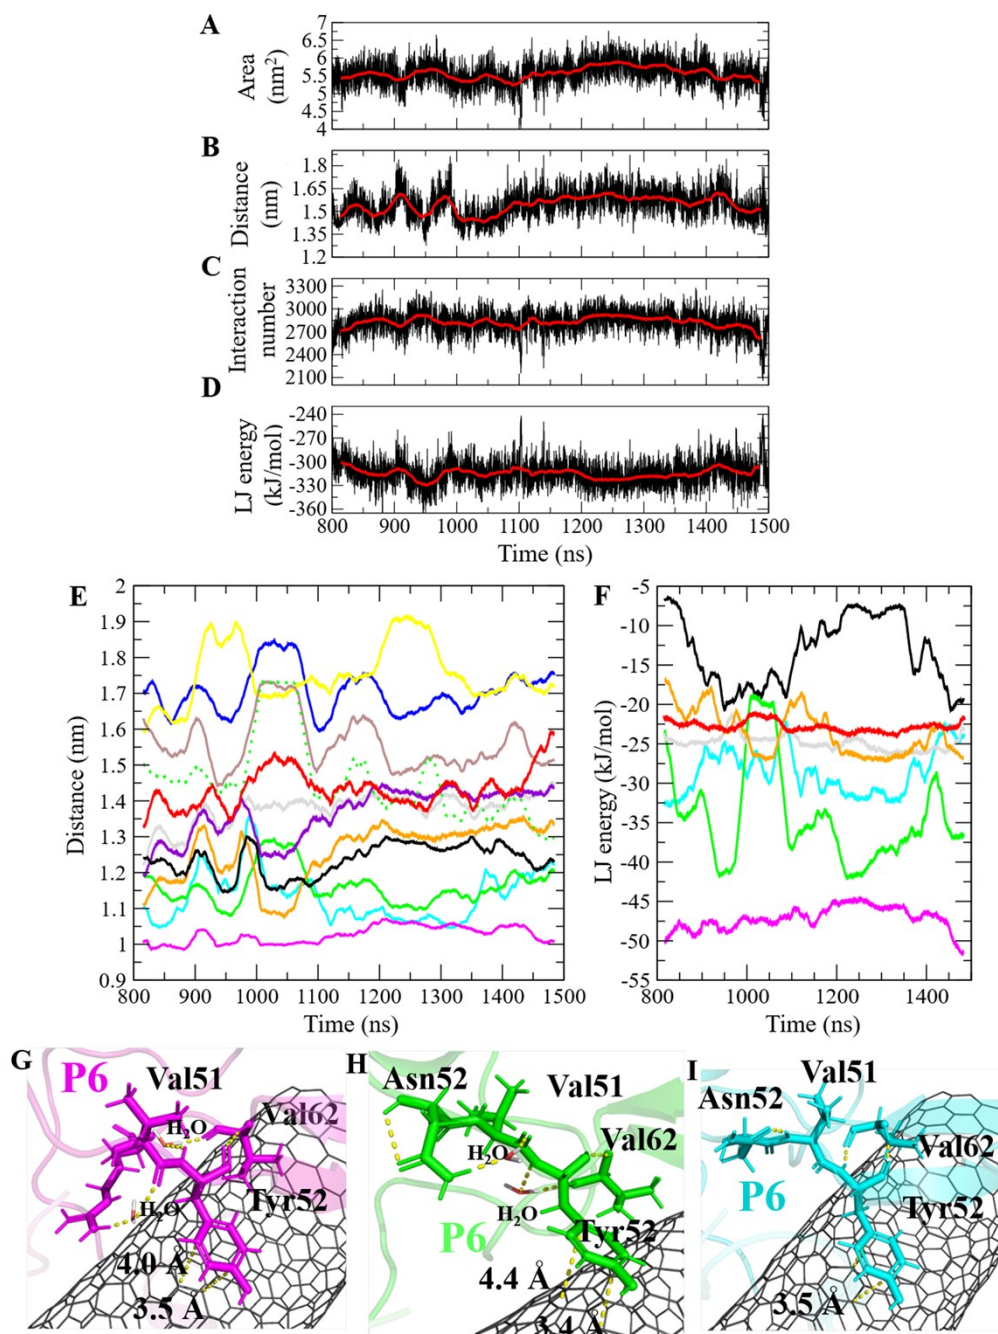 A
Area
(nm²)
7
6.5
5.5
4.5
4
B
Distance
(nm)
1.8
1.65
1.5
1.35
1.2
C
Interaction
number
3300
3000
2700
2400
2100
D
LJ energy
(kJ/mol)
-240
-270
-300
-330
-360
800 900 1000 1100 1200 1300 1400 1500
Time (ns)
E
Distance (nm)
2
1.9
1.8
1.7
1.6
1.5
1.4
1.3
1.2
1.1
1
0.9
800 900 1000 1100 1200 1300 1400 1500
Time (ns)
F
LJ energy (kJ/mol)
-5
-10
-15
-20
-25
-30
-35
-40
-45
-50
-55
800 1000 1200 1400
Time (ns)
G
P6
Val51
H₂O
Val62
Tyr52
H₂O
4.0 Å
3.5 Å
H
Asn52
Val51
H₂O
Val62
P6
H₂O
Tyr52
4.4 Å
3.4 Å
I
Val51
Asn52
Val62
P6
Tyr52
3.5 Å